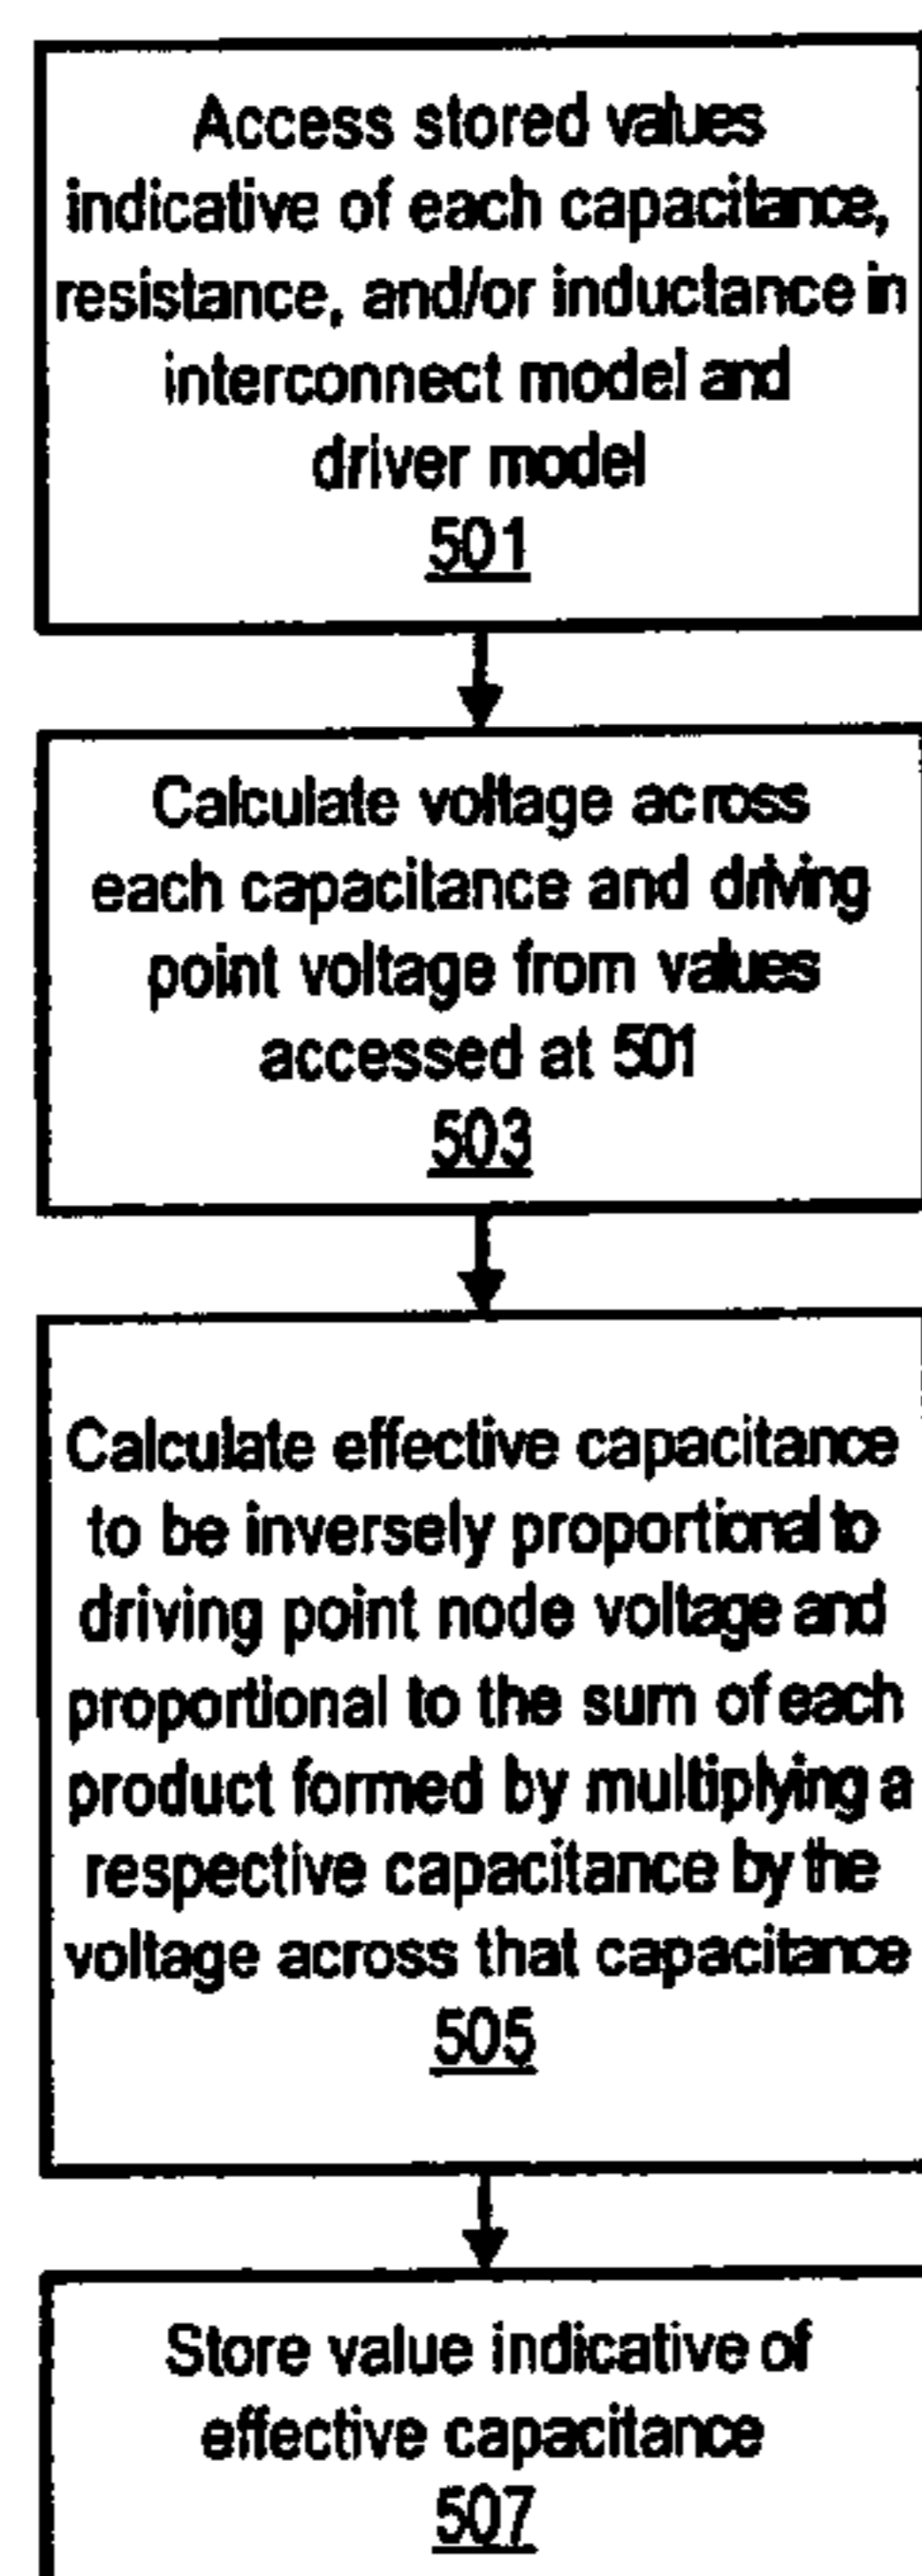 Access stored values
indicative of each capacitance,
resistance, and/or inductance in
interconnect model and
driver model
501
Calculate voltage across
each capacitance and driving
point voltage from values
accessed at 501
503
Calculate effective capacitance
to be inversely proportional to
driving point node voltage and
proportional to the sum of each
product formed by multiplying a
respective capacitance by the
voltage across that capacitance
505
Store value indicative of
effective capacitance
507